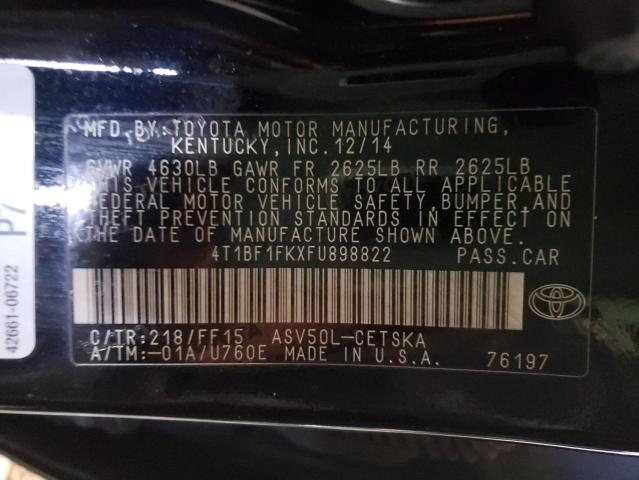 MFD. BY:TOYOTA MOTOR MANUFACTURING,
KENTUCKY, INC. 12/14
GVWR 4630LB GAWR FR 2625LB RR 2625LB
THIS VEHICLE CONFORMS TO ALL APPLICABLE
FEDERAL MOTOR VEHICLE SAFETY, BUMPER, AND
THEFT PREVENTION STANDARDS IN EFFECT ON
THE DATE OF MANUFACTURE SHOWN ABOVE.
4T1BF1FKXFU898822 PASS.CAR
C/TR:218/FF15 ASV50L-CETSKA
A/TM:-01A/U760E MADE IN U.S.A. 76197
P7
42661-06722